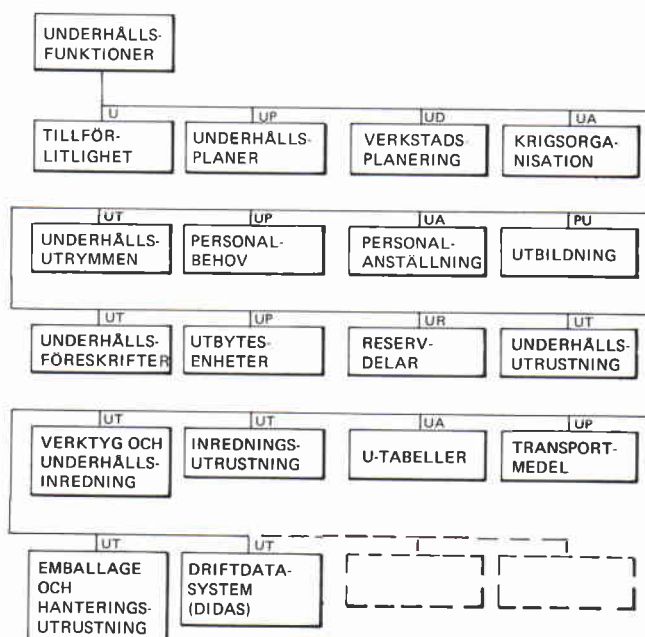 UNDERHÅLLS-
FUNKTIONER
U
TILLFÖR-
LITLIGHET
UP
UNDERHÅLLS-
PLANER
UD
VERKSTADS
PLANERING
UA
KRIGSORGA-
NISATION
UT
UNDERHÅLLS-
UTRYMMEN
UP
PERSONAL-
BEHOV
UA
PERSONAL-
ANSTÄLLNING
PU
UTBILDNING
UT
UNDERHÅLLS-
FÖRESKRIFTER
UP
UTBYTES-
ENHETER
UR
RESERV-
DELAR
UT
UNDERHÅLLS-
UTRUSTNING
UT
VERKTYG OCH
UNDERHÅLLS-
INREDNING
UT
INREDNINGS-
UTRUSTNING
UA
U-TABELLER
UP
TRANSPORT-
MEDEL
UT
EMBALLAGE
OCH
HANTERINGS-
UTRUSTNING
UT
DRIFTDATA-
SYSTEM
(DIDAS)